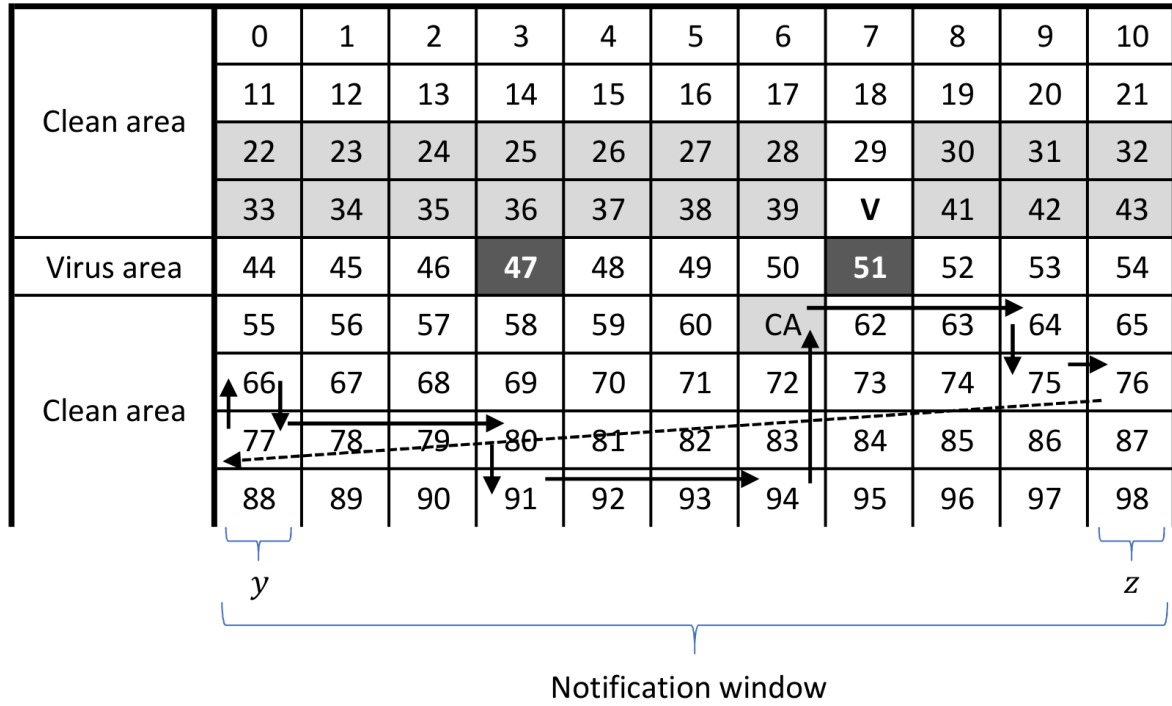 0 1 2 3 4 5 6 7 8 9 10
Clean area 11 12 13 14 15 16 17 18 19 20 21
22 23 24 25 26 27 28 29 30 31 32
33 34 35 36 37 38 39 V 41 42 43
Virus area 44 45 46 47 48 49 50 51 52 53 54
55 56 57 58 59 60 CA 62 63 64 65
Clean area 66 67 68 69 70 71 72 73 74 75 76
77 78 79 80 81 82 83 84 85 86 87
88 89 90 91 92 93 94 95 96 97 98
y z
Notification window